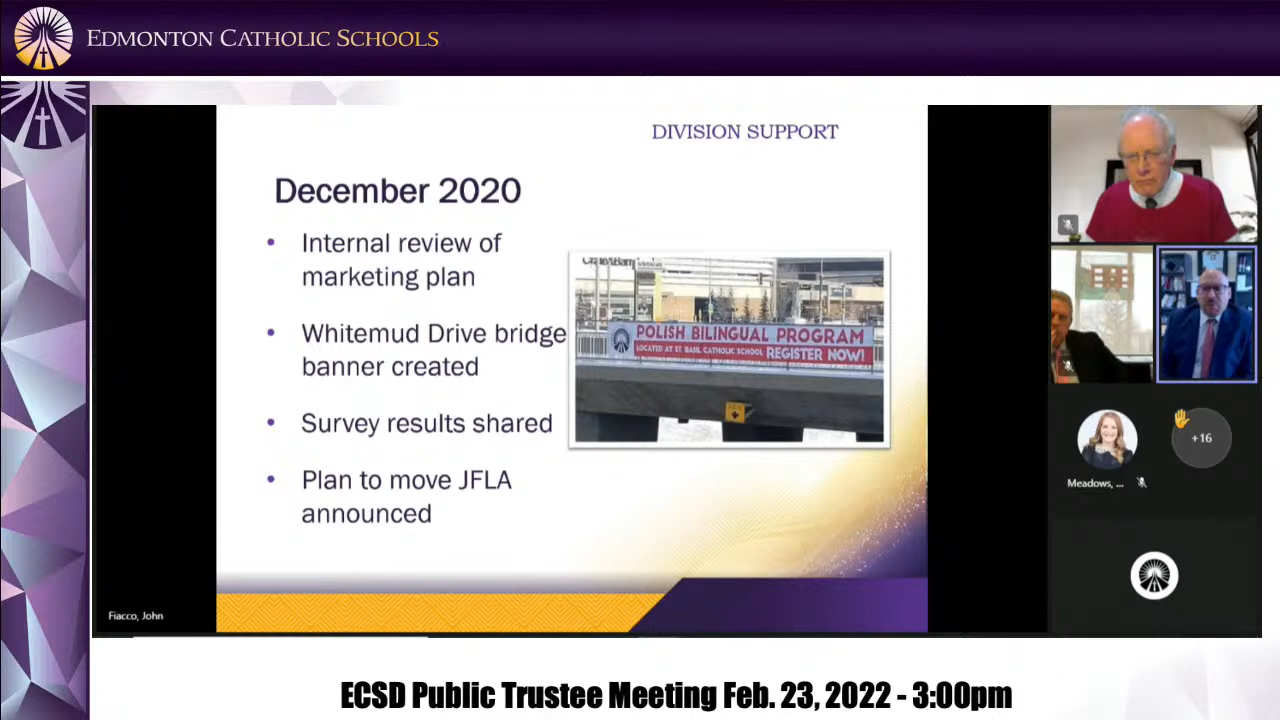 EDMONTON CATHOLIC SCHOOLS
DIVISION SUPPORT
December 2020
• Internal review of
marketing plan
• Whitemud Drive bridge
banner created
• Survey results shared
• Plan to move JFLA
announced
Crate&Barrel
POLISH BILINGUAL PROGRAM
LOCATED AT ST. BASIL CATHOLIC SCHOOL REGISTER NOW!
+16
Meadows, ...
Fiacco, John
ECSD Public Trustee Meeting Feb. 23, 2022 - 3:00pm